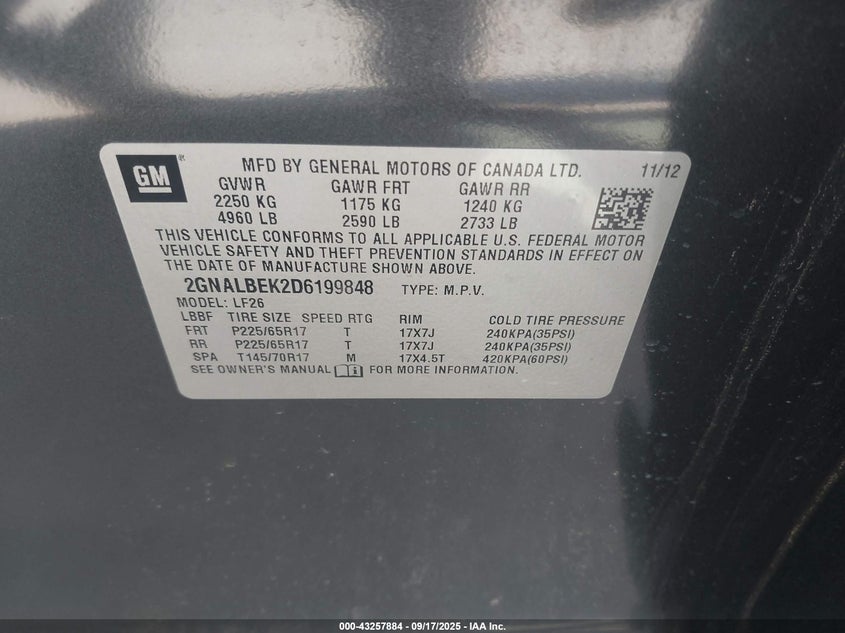 GM
MFD BY GENERAL MOTORS OF CANADA LTD. 11/12
GVWR GAWR FRT GAWR RR
2250 KG 1175 KG 1240 KG
4960 LB 2590 LB 2733 LB
THIS VEHICLE CONFORMS TO ALL APPLICABLE U.S. FEDERAL MOTOR
VEHICLE SAFETY AND THEFT PREVENTION STANDARDS IN EFFECT ON
THE DATE OF MANUFACTURE SHOWN ABOVE.
2GNALBEK2D6199848 TYPE: M.P.V.
MODEL: LF26
LBBF TIRE SIZE SPEED RTG RIM COLD TIRE PRESSURE
FRT P225/65R17 T 17X7J 240KPA(35PSI)
RR P225/65R17 T 17X7J 240KPA(35PSI)
SPA T145/70R17 M 17X4.5T 420KPA(60PSI)
SEE OWNER'S MANUAL FOR MORE INFORMATION.
000-43257884 - 09/17/2025 - IAA Inc.